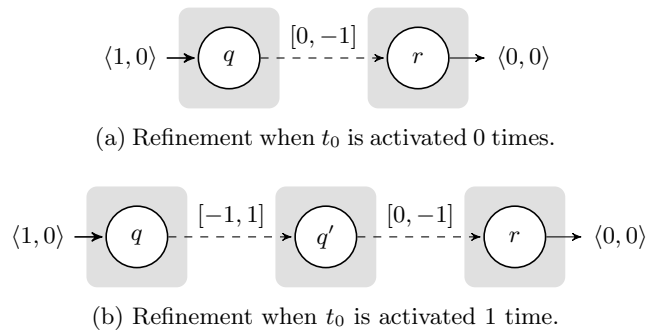 [0, −1]
⟨1, 0⟩ q r ⟨0, 0⟩
(a) Refinement when t₀ is activated 0 times.
[−1, 1] [0, −1]
⟨1, 0⟩ q q′ r ⟨0, 0⟩
(b) Refinement when t₀ is activated 1 time.